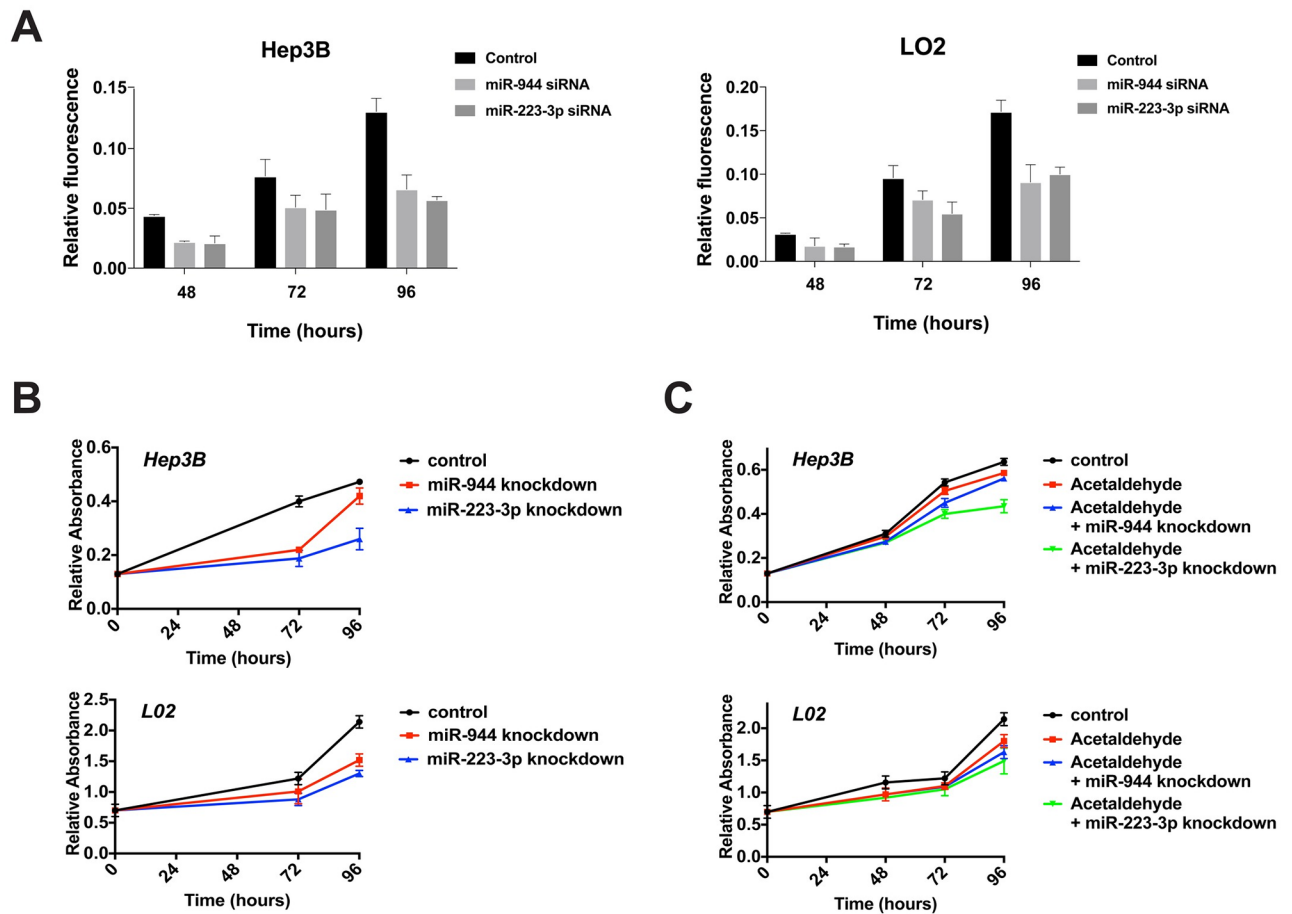 A
Hep3B
Relative fluorescence
0.15
0.10
0.05
0.00
48
72
96
Time (hours)
Control
miR-944 siRNA
miR-223-3p siRNA
LO2
Relative fluorescence
0.20
0.15
0.10
0.05
0.00
48
72
96
Time (hours)
Control
miR-944 siRNA
miR-223-3p siRNA
B
Hep3B
Relative Absorbance
0.6
0.4
0.2
0.0
0
24
48
72
96
Time (hours)
control
miR-944 knockdown
miR-223-3p knockdown
L02
Relative Absorbance
2.5
2.0
1.5
1.0
0.5
0.0
0
24
48
72
96
Time (hours)
control
miR-944 knockdown
miR-223-3p knockdown
C
Hep3B
Relative Absorbance
0.6
0.4
0.2
0.0
0
24
48
72
96
Time (hours)
control
Acetaldehyde
Acetaldehyde
+ miR-944 knockdown
Acetaldehyde
+ miR-223-3p knockdown
L02
Relative Absorbance
2.0
1.5
1.0
0.5
0.0
0
24
48
72
96
Time (hours)
control
Acetaldehyde
Acetaldehyde
+ miR-944 knockdown
Acetaldehyde
+ miR-223-3p knockdown